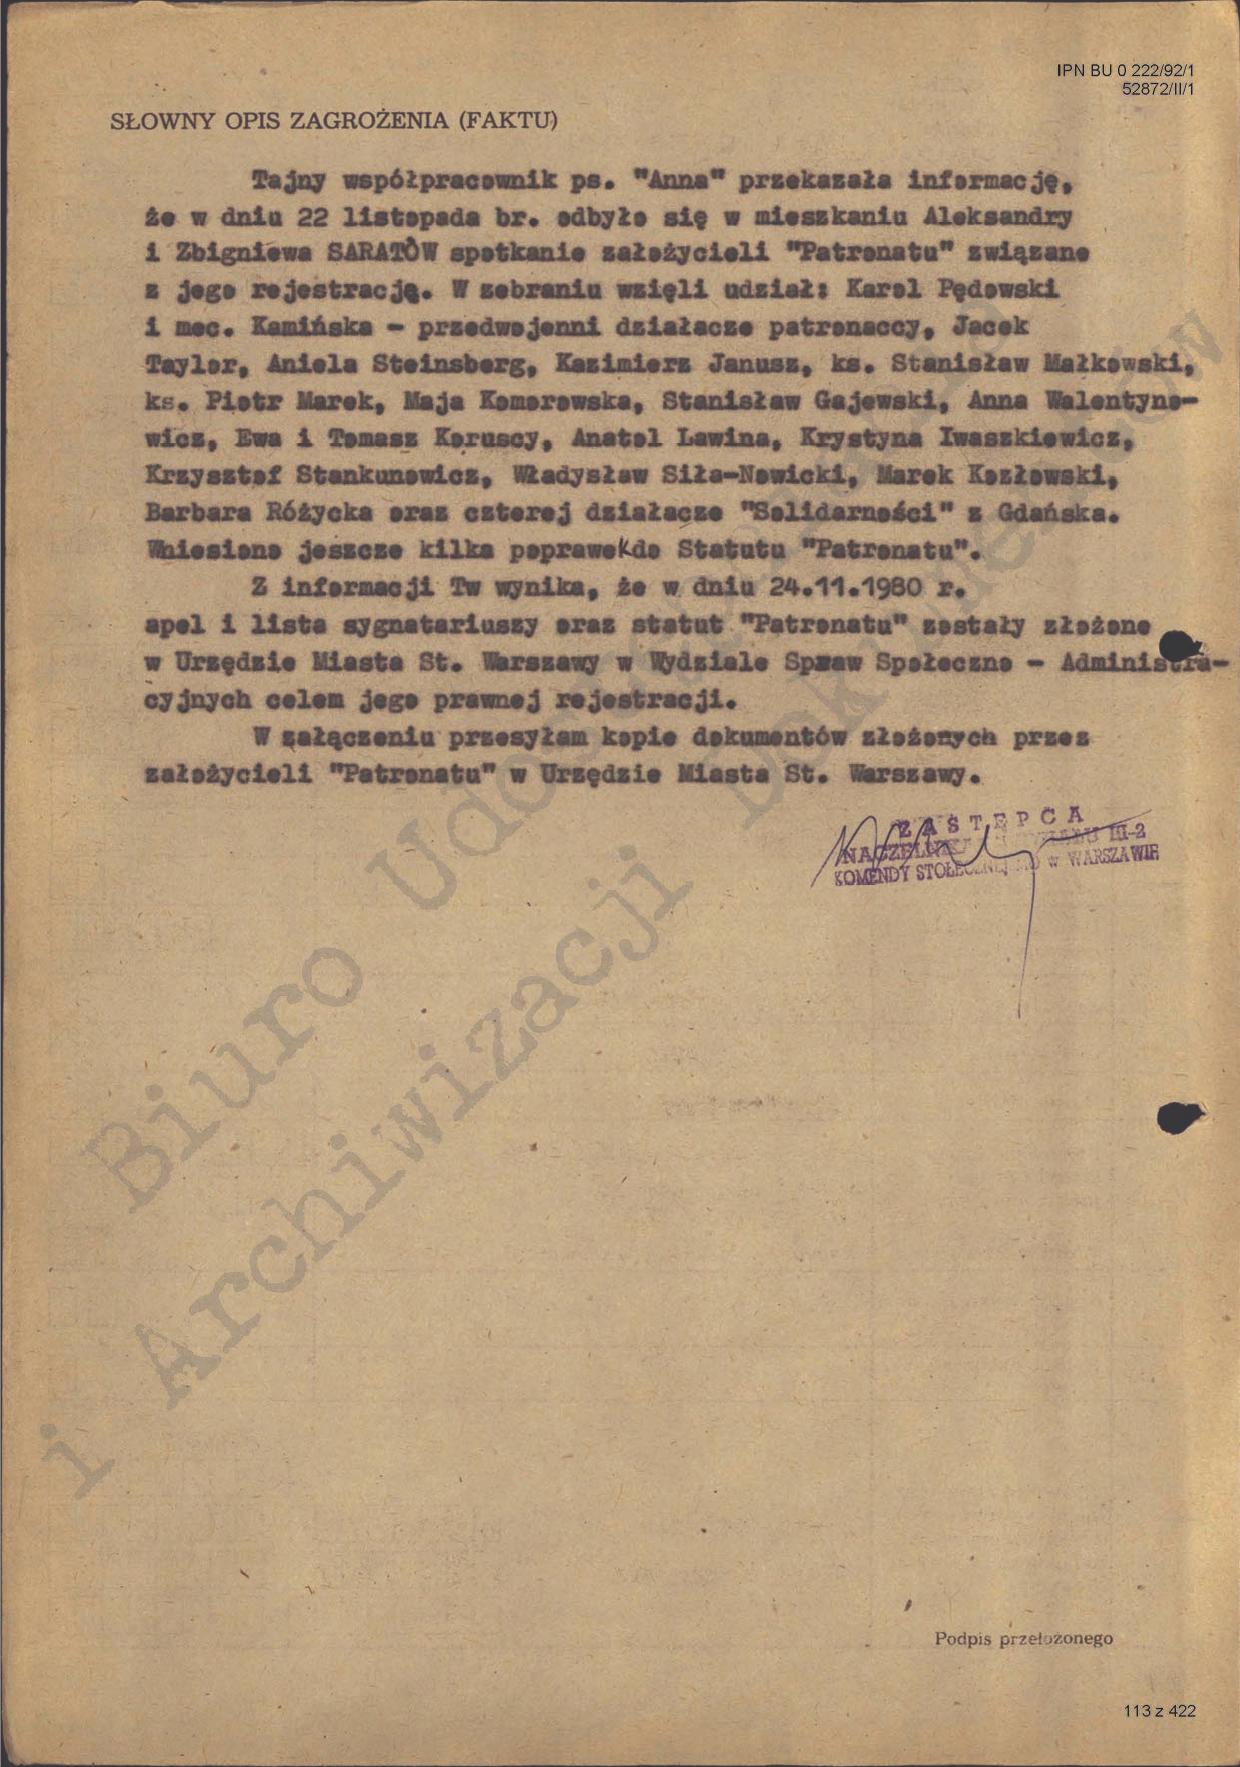 IPN BU 0 222/92/1
52872/II/1
SŁOWNY OPIS ZAGROŻENIA (FAKTU)
Tajny współpracownik ps. "Anna" przekazała informację,
że w dniu 22 listopada br. odbyło się w mieszkaniu Aleksandry
i Zbigniewa SARATÓW spotkanie założycieli "Patronatu" związane
z jego rejestracją. W zebraniu wzięli udział: Karol Pędowski
i mec. Kamińska - przedwojenni działacze patronaccy, Jacek
Taylor, Aniela Steinsberg, Kazimierz Janusz, ks. Stanisław Małkowski,
ks. Piotr Marek, Maja Komorowska, Stanisław Gajewski, Anna Walentyno-
wicz, Ewa i Tomasz Koruscy, Anatol Lawina, Krystyna Iwaszkiewicz,
Krzysztof Stankunowicz, Władysław Siła-Nowicki, Marek Kozłowski,
Barbara Różycka oraz czterej działacze "Solidarności" z Gdańska.
Wniesiono jeszcze kilka poprawek do Statutu "Patronatu".
Z informacji Tw wynika, że w dniu 24.11.1980 r.
apel i lista sygnatariuszy oraz statut "Patronatu" zostały złożone
w Urzędzie Miasta St. Warszawy w Wydziale Spraw Społeczno - Administra-
cyjnych celem jego prawnej rejestracji.
W załączeniu przesyłam kopie dokumentów złożonych przez
założycieli "Patronatu" w Urzędzie Miasta St. Warszawy.
ZASTĘPCA
NACZELNIKA WYDZIAŁU III-2
KOMENDY STOŁECZNEJ MO w WARSZAWIE
Biuro Udostępniania
i Archiwizacji Dokumentów
Podpis przełożonego
113 z 422